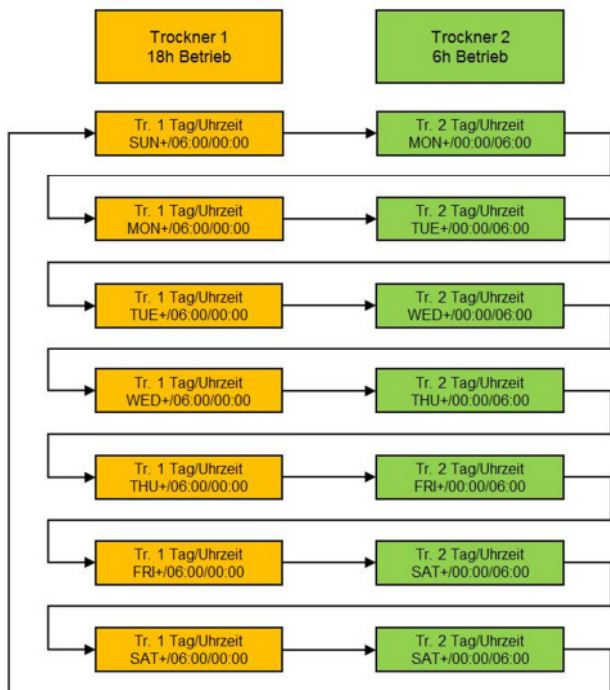 Trockner 1
18h Betrieb
Trockner 2
6h Betrieb
Tr. 1 Tag/Uhrzeit
SUN+/06:00/00:00
Tr. 2 Tag/Uhrzeit
MON+/00:00/06:00
Tr. 1 Tag/Uhrzeit
MON+/06:00/00:00
Tr. 2 Tag/Uhrzeit
TUE+/00:00/06:00
Tr. 1 Tag/Uhrzeit
TUE+/06:00/00:00
Tr. 2 Tag/Uhrzeit
WED+/00:00/06:00
Tr. 1 Tag/Uhrzeit
WED+/06:00/00:00
Tr. 2 Tag/Uhrzeit
THU+/00:00/06:00
Tr. 1 Tag/Uhrzeit
THU+/06:00/00:00
Tr. 2 Tag/Uhrzeit
FRI+/00:00/06:00
Tr. 1 Tag/Uhrzeit
FRI+/06:00/00:00
Tr. 2 Tag/Uhrzeit
SAT+/00:00/06:00
Tr. 1 Tag/Uhrzeit
SAT+/06:00/00:00
Tr. 2 Tag/Uhrzeit
SAT+/00:00/06:00